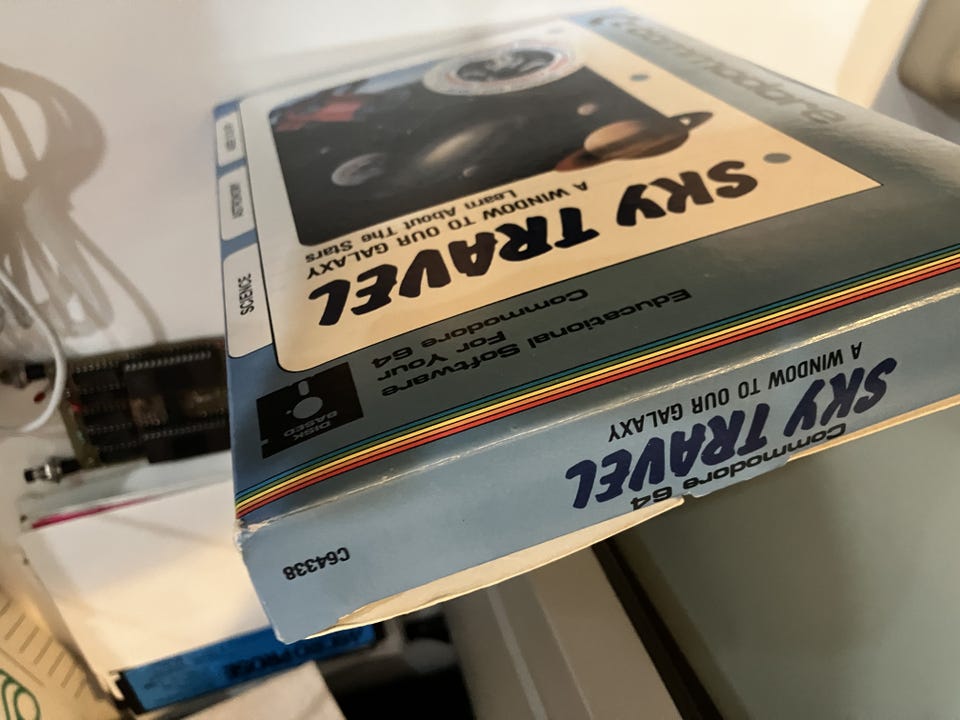 Commodore
SKY TRAVEL
A WINDOW TO OUR GALAXY
Learn About The Stars
Educational Software
For Your
Commodore 64
DISK
BASED
SCIENCE
ASTRONOMY
SKY TRAVEL
A WINDOW TO OUR GALAXY
Commodore 64
C64338